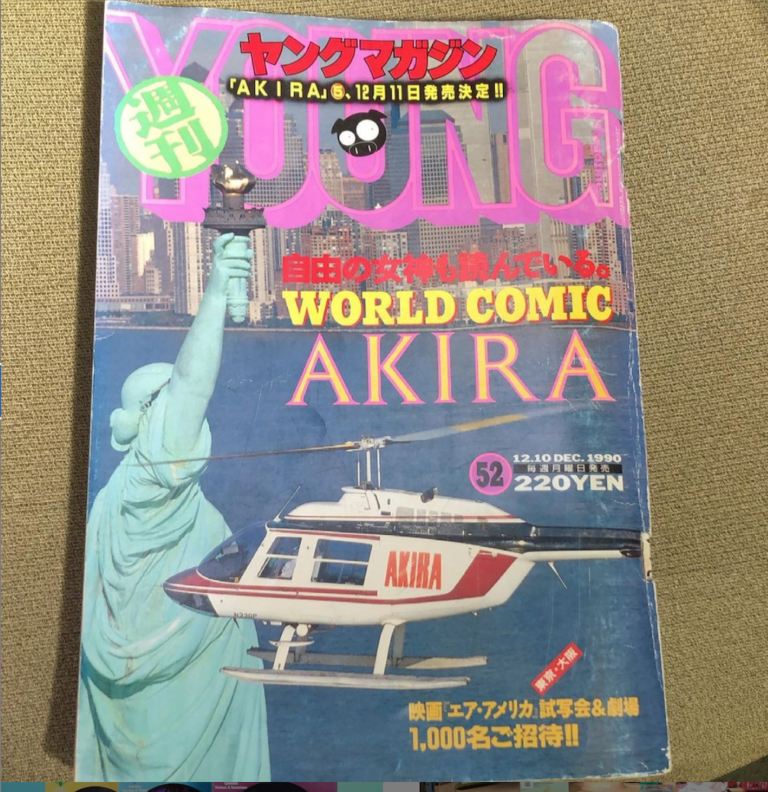 YOUNG
ヤングマガジン
「AKIRA」⑤、12月11日発売決定!!
週刊
自由の女神も読んでいる。
WORLD COMIC
AKIRA
52
12.10 DEC. 1990
毎週月曜日発売
220YEN
AKIRA
東京・大阪
映画『エア・アメリカ』試写会&劇場
1,000名ご招待!!